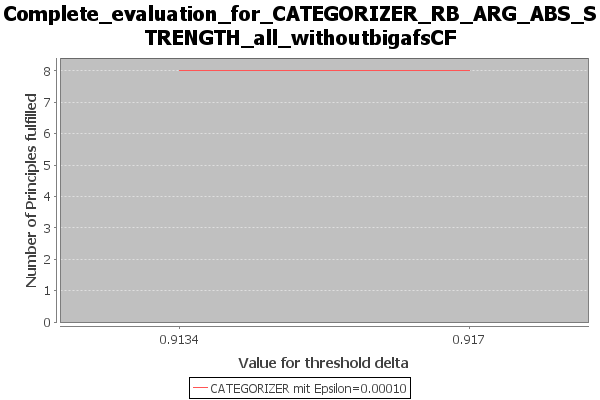 Complete_evaluation_for_CATEGORIZER_RB_ARG_ABS_S
TRENGTH_all_withoutbigafsCF
Number of Principles fulfilled
8
7
6
5
4
3
2
1
0
0.9134 0.917
Value for threshold delta
CATEGORIZER mit Epsilon=0.00010